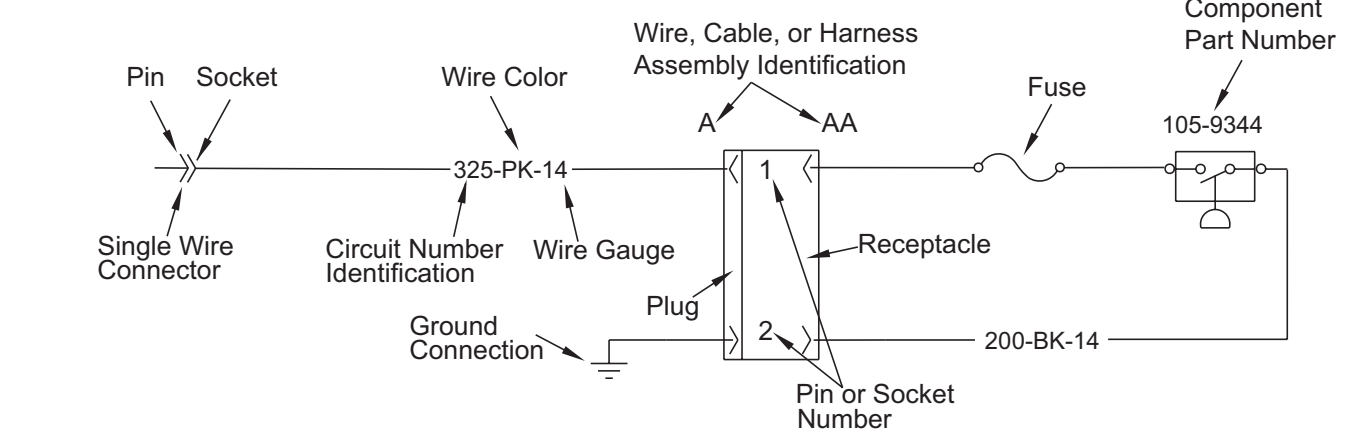 Component
Part Number
Wire, Cable, or Harness
Assembly Identification
Pin
Socket
Wire Color
Fuse
A
AA
105-9344
325-PK-14
1
Single Wire
Connector
Circuit Number
Identification
Wire Gauge
Receptacle
Plug
Ground
Connection
2
200-BK-14
Pin or Socket
Number